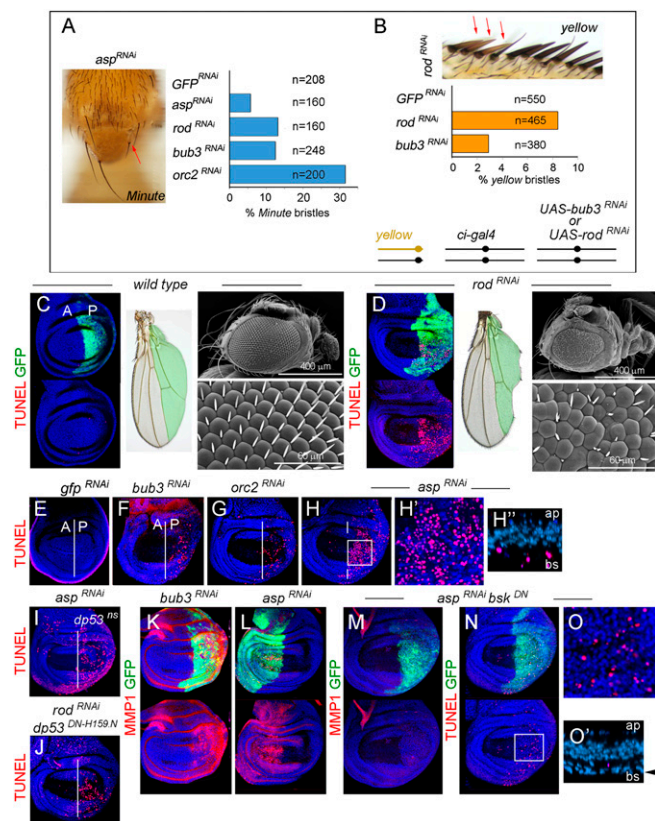 A
asp RNAi
Minute
GFP RNAi n=208
asp RNAi n=160
rod RNAi n=160
bub3 RNAi n=248
orc2 RNAi n=200
0 10 20 30
% Minute bristles
B
rod RNAi
yellow
GFP RNAi n=550
rod RNAi n=465
bub3 RNAi n=380
0 2 4 6 8 10
% yellow bristles
yellow ci-gal4 UAS-bub3 RNAi
or
UAS-rod RNAi
wild type
C A P
TUNEL GFP
400 µm
60 µm
rod RNAi
D
TUNEL GFP
400 µm
60 µm
gfp RNAi bub3 RNAi orc2 RNAi asp RNAi
TUNEL
E A P
F A P
G
H
H'
H"
ap
bs
asp RNAi bub3 RNAi asp RNAi asp RNAi bsk DN
TUNEL
I dp53 ns
K
MMP1 GFP
L
M
MMP1 GFP
N
TUNEL GFP
O
rod RNAi
dp53 DN-H159.N
TUNEL
J
O'
ap
bs